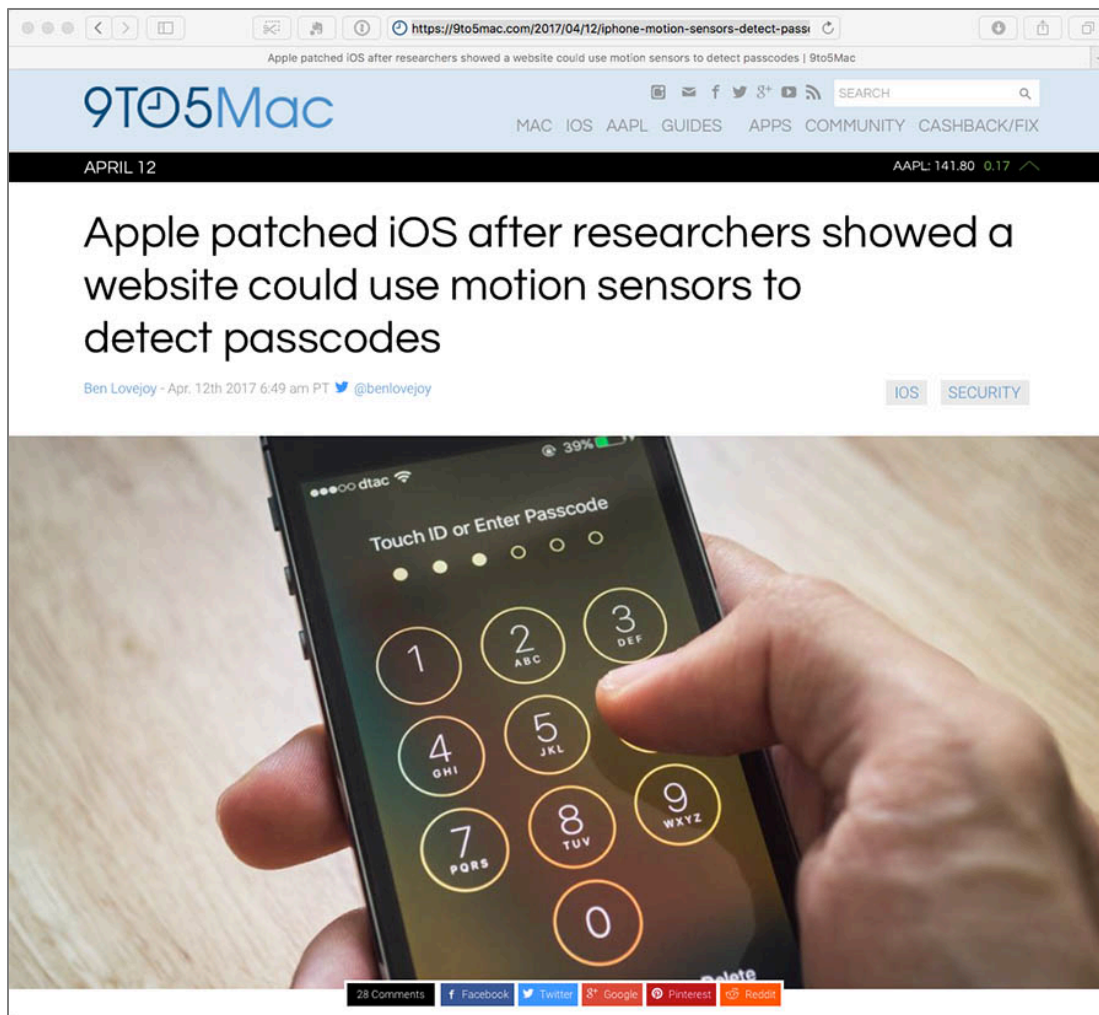 https://9to5mac.com/2017/04/12/iphone-motion-sensors-detect-pass
Apple patched iOS after researchers showed a website could use motion sensors to detect passcodes | 9to5Mac
9TO5Mac
SEARCH
MAC IOS AAPL GUIDES APPS COMMUNITY CASHBACK/FIX
APRIL 12
AAPL: 141.80 0.17
Apple patched iOS after researchers showed a
website could use motion sensors to
detect passcodes
Ben Lovejoy - Apr. 12th 2017 6:49 am PT @benlovejoy
IOS SECURITY
39%
dtac
Touch ID or Enter Passcode
1 2 3
ABC DEF
4 5
GHI JKL
7 8 9
PQRS TUV WXYZ
0
Delete
28 Comments Facebook Twitter 8+ Google Pinterest Reddit